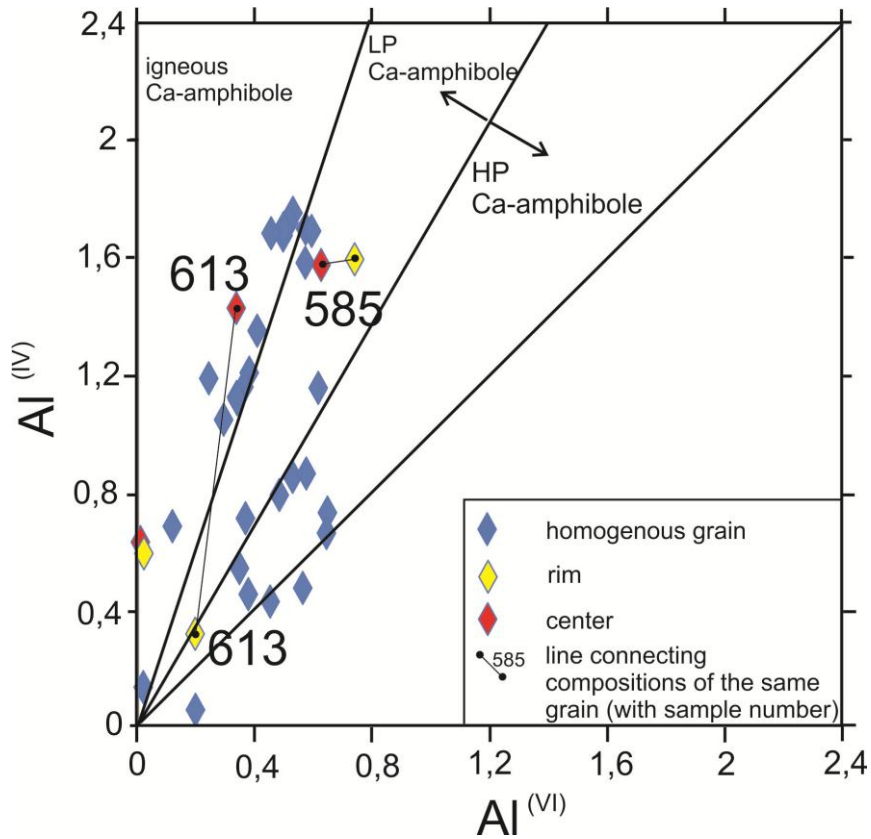 2,4
2
1,6
1,2
0,8
0,4
0
Al (IV)
igneous
Ca-amphibole
LP
Ca-amphibole
HP
Ca-amphibole
613
585
613
homogenous grain
rim
center
585
line connecting
compositions of the same
grain (with sample number)
0
0,4
0,8
1,2
1,6
2
2,4
Al (VI)